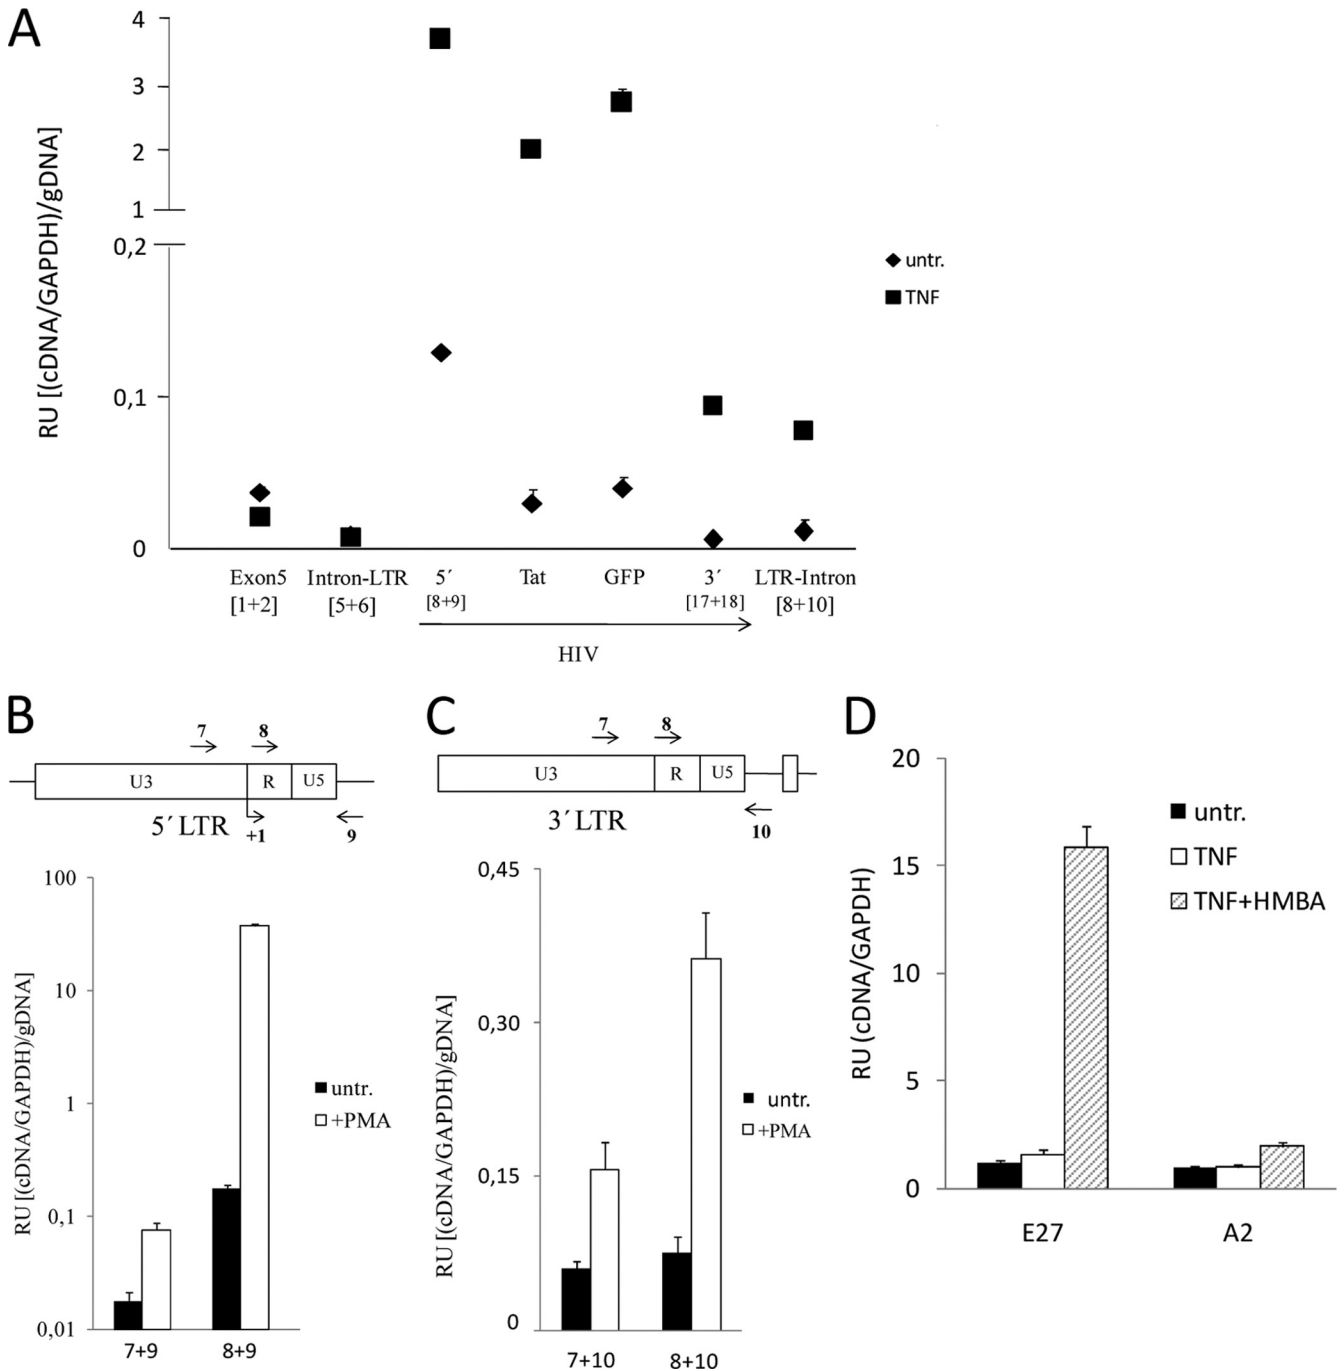 A
RU [(cDNA/GAPDH)/gDNA]
4
3
2
1
0,2
0,1
0
untr.
TNF
Exon5 Intron-LTR 5´ Tat GFP 3´ LTR-Intron
[1+2] [5+6] [8+9] [17+18] [8+10]
HIV
B
7 8
U3 R U5
5´ LTR +1 9
RU [(cDNA/GAPDH)/gDNA]
100
10
1
0,1
0,01
untr.
+PMA
7+9 8+9
C
7 8
U3 R U5
3´ LTR 10
RU [(cDNA/GAPDH)/gDNA]
0,45
0,30
0,15
0
untr.
+PMA
7+10 8+10
D
RU (cDNA/GAPDH)
20
15
10
5
0
untr.
TNF
TNF+HMBA
E27 A2